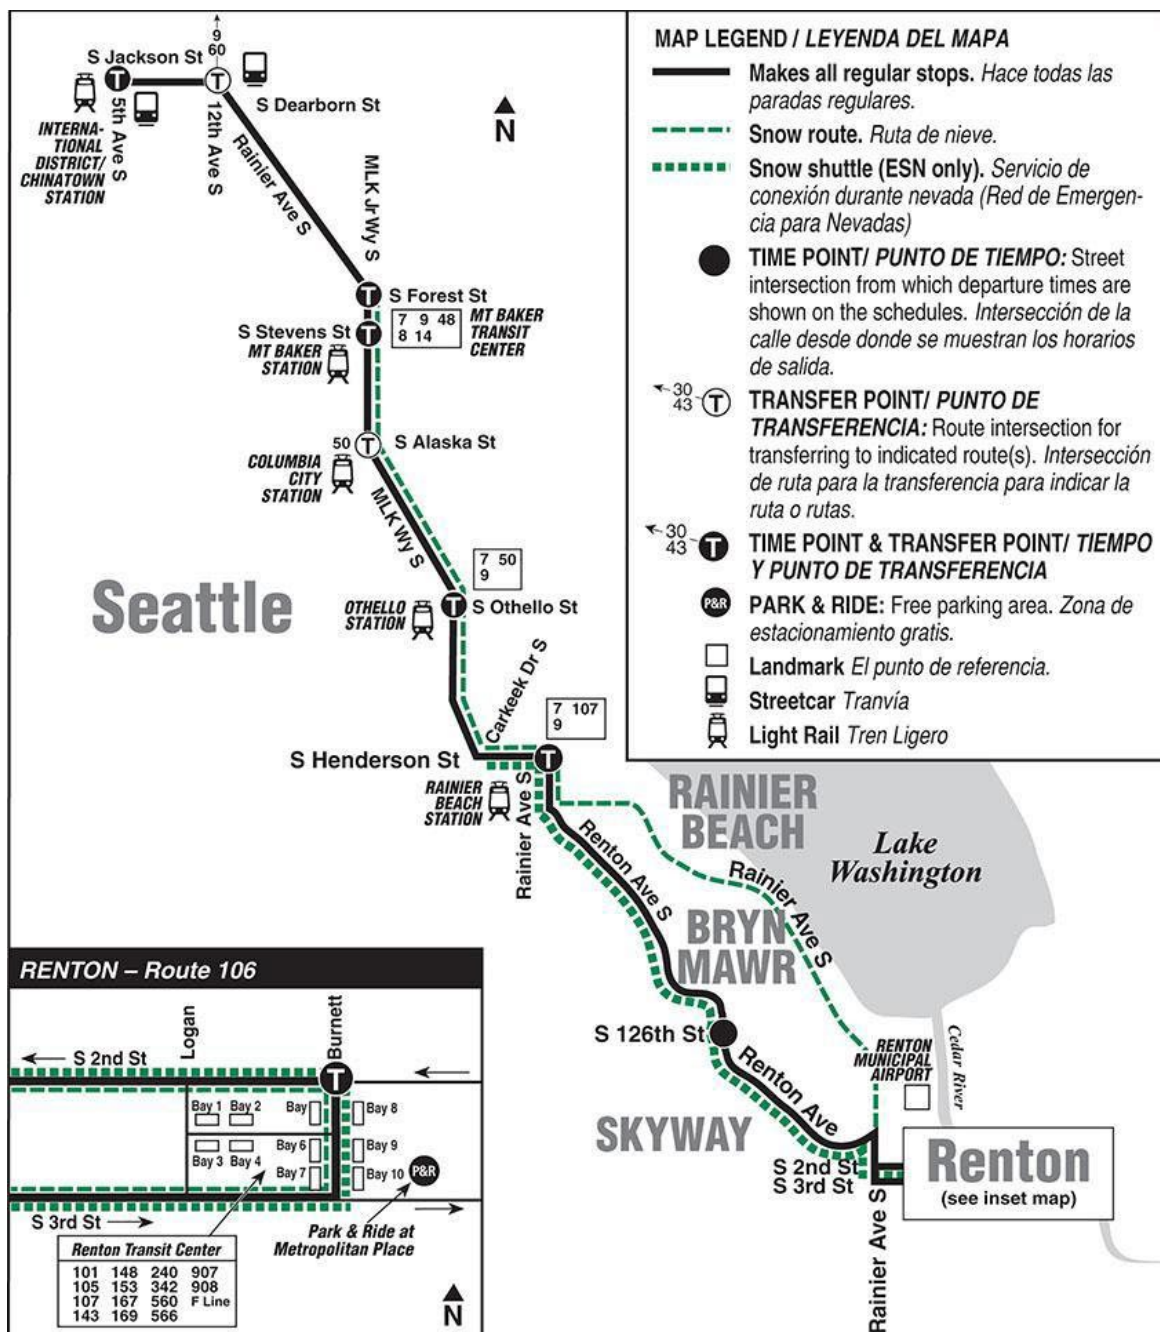 9
60
S Jackson St
5th Ave S
12th Ave S
S Dearborn St
INTERNA-
TIONAL
DISTRICT/
CHINATOWN
STATION
Rainier Ave S
N
MLK Jr Wy S
S Forest St
S Stevens St
7 9 48
8 14
MT BAKER
TRANSIT
CENTER
MT BAKER
STATION
50
S Alaska St
COLUMBIA
CITY
STATION
MLK Wy S
Seattle
7 50
9
OTHELLO
STATION
S Othello St
Carkeek Dr S
7 107
9
S Henderson St
RAINIER
BEACH
STATION
Rainier Ave S
Renton Ave S
RAINIER
BEACH
Lake
Washington
Rainier Ave S
BRYN
MAWR
S 126th St
Renton Ave
SKYWAY
RENTON
MUNICIPAL
AIRPORT
Cedar River
S 2nd St
S 3rd St
Renton
(see inset map)
Rainier Ave S
MAP LEGEND / LEYENDA DEL MAPA
Makes all regular stops. Hace todas las
paradas regulares.
Snow route. Ruta de nieve.
Snow shuttle (ESN only). Servicio de
conexión durante nevada (Red de Emergen-
cia para Nevadas)
TIME POINT/ PUNTO DE TIEMPO: Street
intersection from which departure times are
shown on the schedules. Intersección de la
calle desde donde se muestran los horarios
de salida.
30
43
T
TRANSFER POINT/ PUNTO DE
TRANSFERENCIA: Route intersection for
transferring to indicated route(s). Intersección
de ruta para la transferencia para indicar la
ruta o rutas.
30
43
T
TIME POINT & TRANSFER POINT/ TIEMPO
Y PUNTO DE TRANSFERENCIA
P&R
PARK & RIDE: Free parking area. Zona de
estacionamiento gratis.
Landmark El punto de referencia.
Streetcar Tranvía
Light Rail Tren Ligero
RENTON – Route 106
Logan
Burnett
S 2nd St
T
Bay 1 Bay 2 Bay Bay 8
Bay 3 Bay 4 Bay 6 Bay 9
Bay 7 Bay 10 P&R
S 3rd St
Park & Ride at
Metropolitan Place
Renton Transit Center
101 148 240 907
105 153 342 908
107 167 560 F Line
143 169 566
N